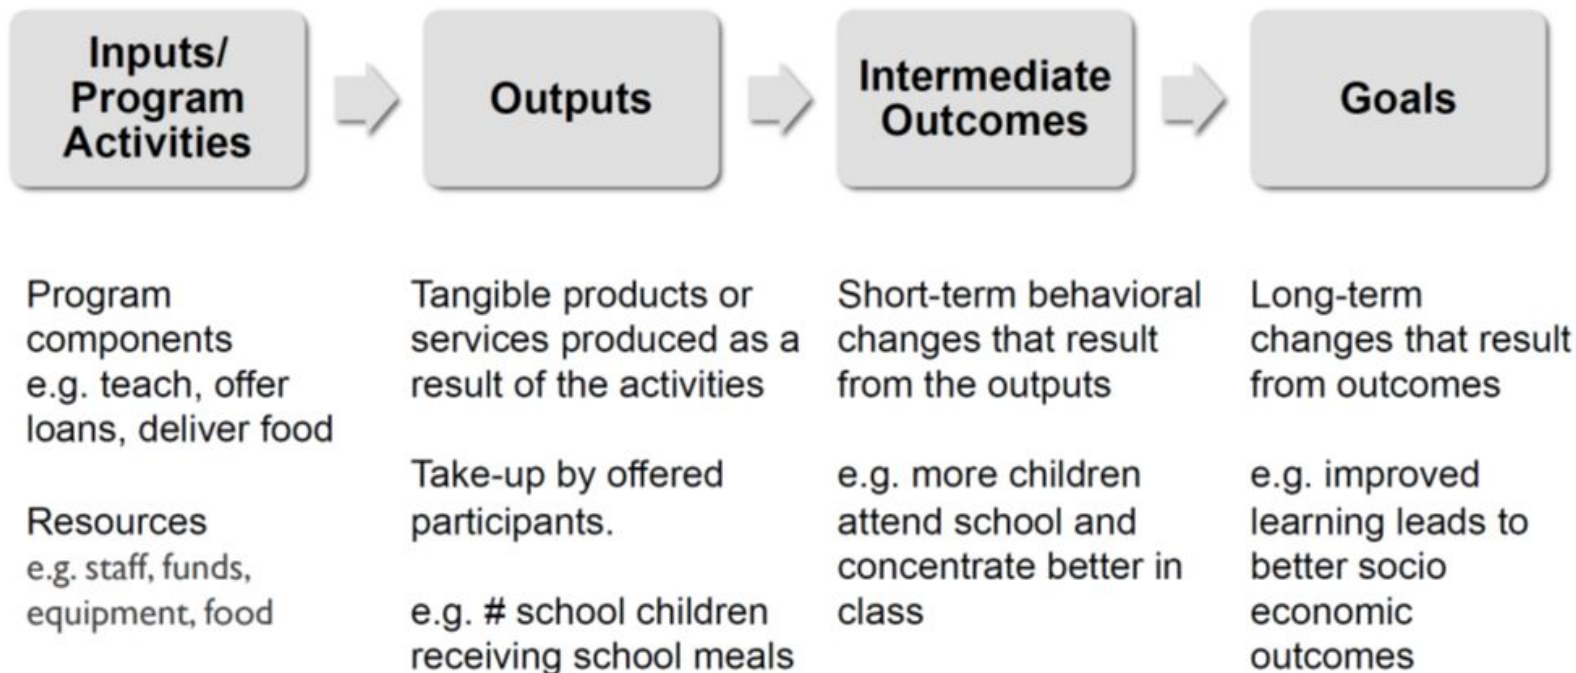 Inputs/
Program
Activities
Outputs
Intermediate
Outcomes
Goals
Program
components
e.g. teach, offer
loans, deliver food
Resources
e.g. staff, funds,
equipment, food
Tangible products or
services produced as a
result of the activities
Take-up by offered
participants.
e.g. # school children
receiving school meals
Short-term behavioral
changes that result
from the outputs
e.g. more children
attend school and
concentrate better in
class
Long-term
changes that result
from outcomes
e.g. improved
learning leads to
better socio
economic
outcomes